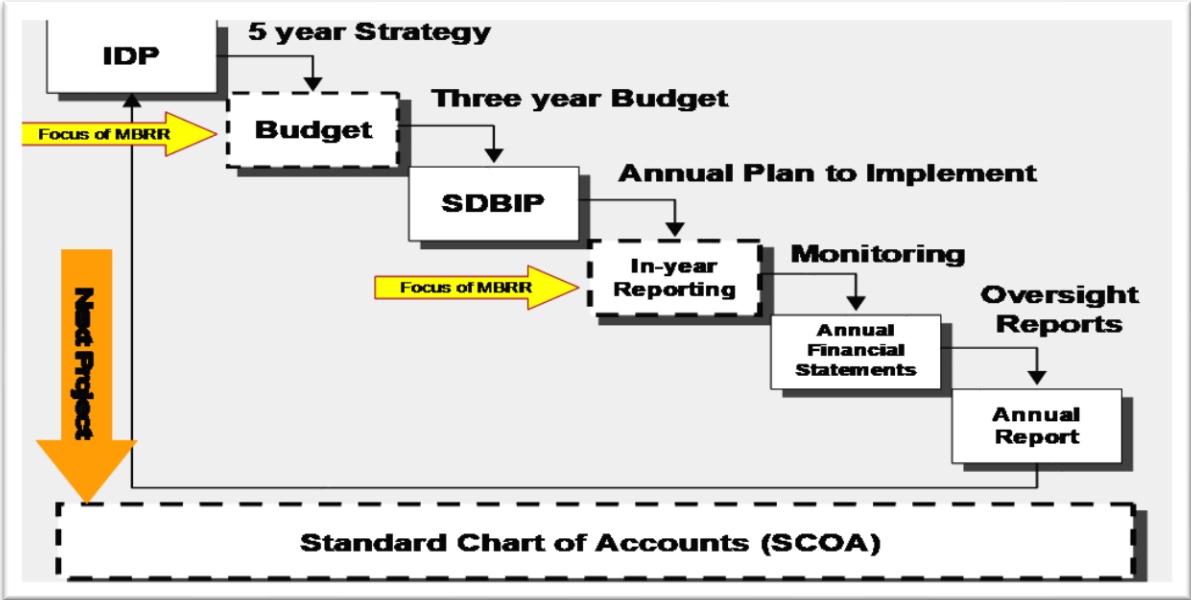 5 year Strategy
IDP
Three year Budget
Focus of MBRR
Budget
Annual Plan to Implement
SDBIP
Monitoring
In-year
Reporting
Focus of MBRR
Oversight
Reports
Annual
Financial
Statements
Next Project
Annual
Report
Standard Chart of Accounts (SCOA)